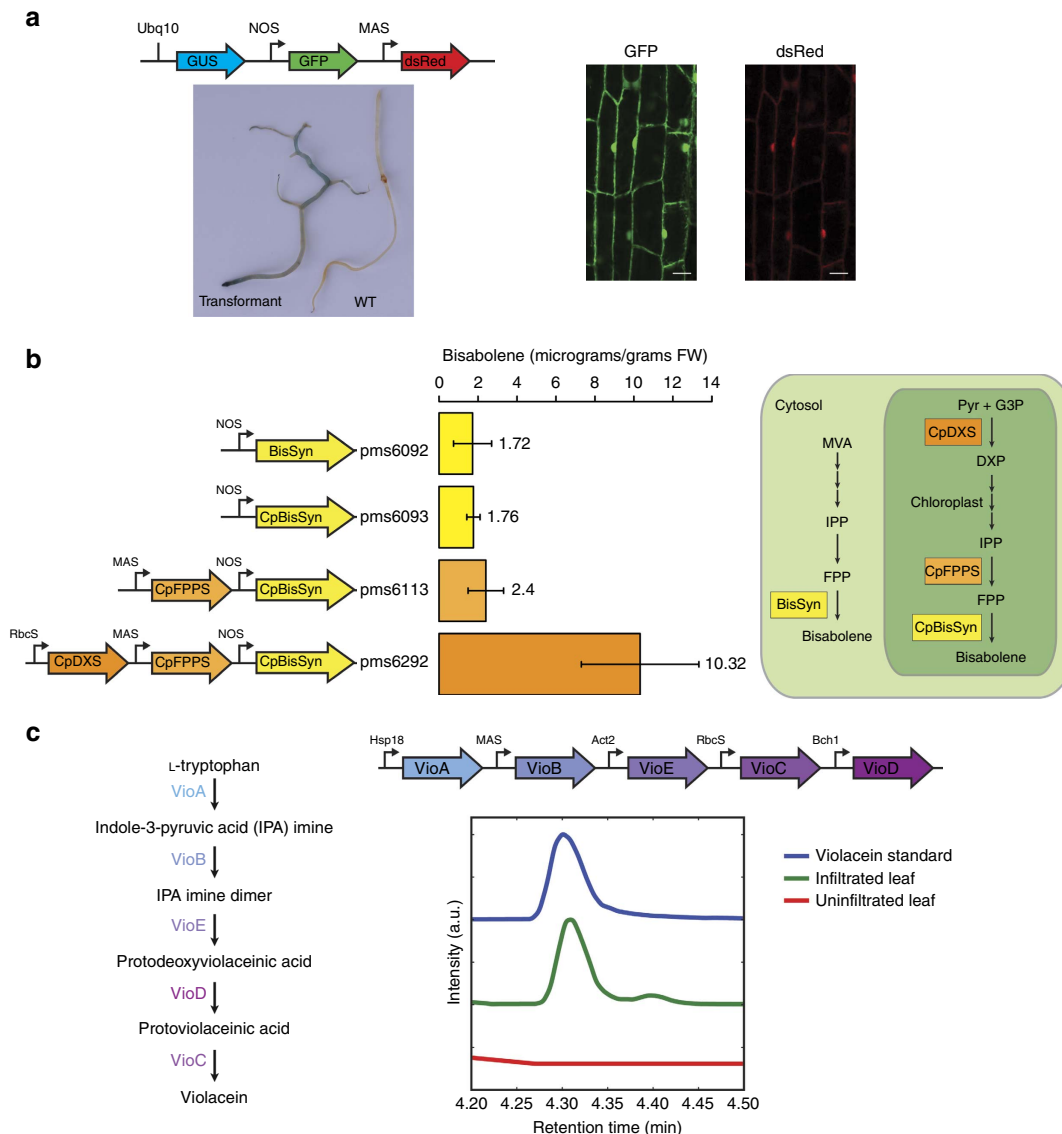 a
Ubq10 NOS MAS
GUS GFP dsRed
Transformant WT
GFP dsRed
b
Bisabolene (micrograms/grams FW)
0 2 4 6 8 10 12 14
NOS
BisSyn pms6092 1.72
NOS
CpBisSyn pms6093 1.76
MAS NOS
CpFPPS CpBisSyn pms6113 2.4
RbcS MAS NOS
CpDXS CpFPPS CpBisSyn pms6292 10.32
Cytosol
MVA
IPP
FPP
BisSyn
Bisabolene
Pyr + G3P
CpDXS
DXP
Chloroplast
IPP
CpFPPS
FPP
CpBisSyn
Bisabolene
c
L-tryptophan
VioA
Indole-3-pyruvic acid (IPA) imine
VioB
IPA imine dimer
VioE
Protodeoxyviolaceinic acid
VioD
Protoviolaceinic acid
VioC
Violacein
Hsp18 MAS Act2 RbcS Bch1
VioA VioB VioE VioC VioD
Intensity (a.u.)
4.20 4.25 4.30 4.35 4.40 4.45 4.50
Retention time (min)
Violacein standard
Infiltrated leaf
Uninfiltrated leaf